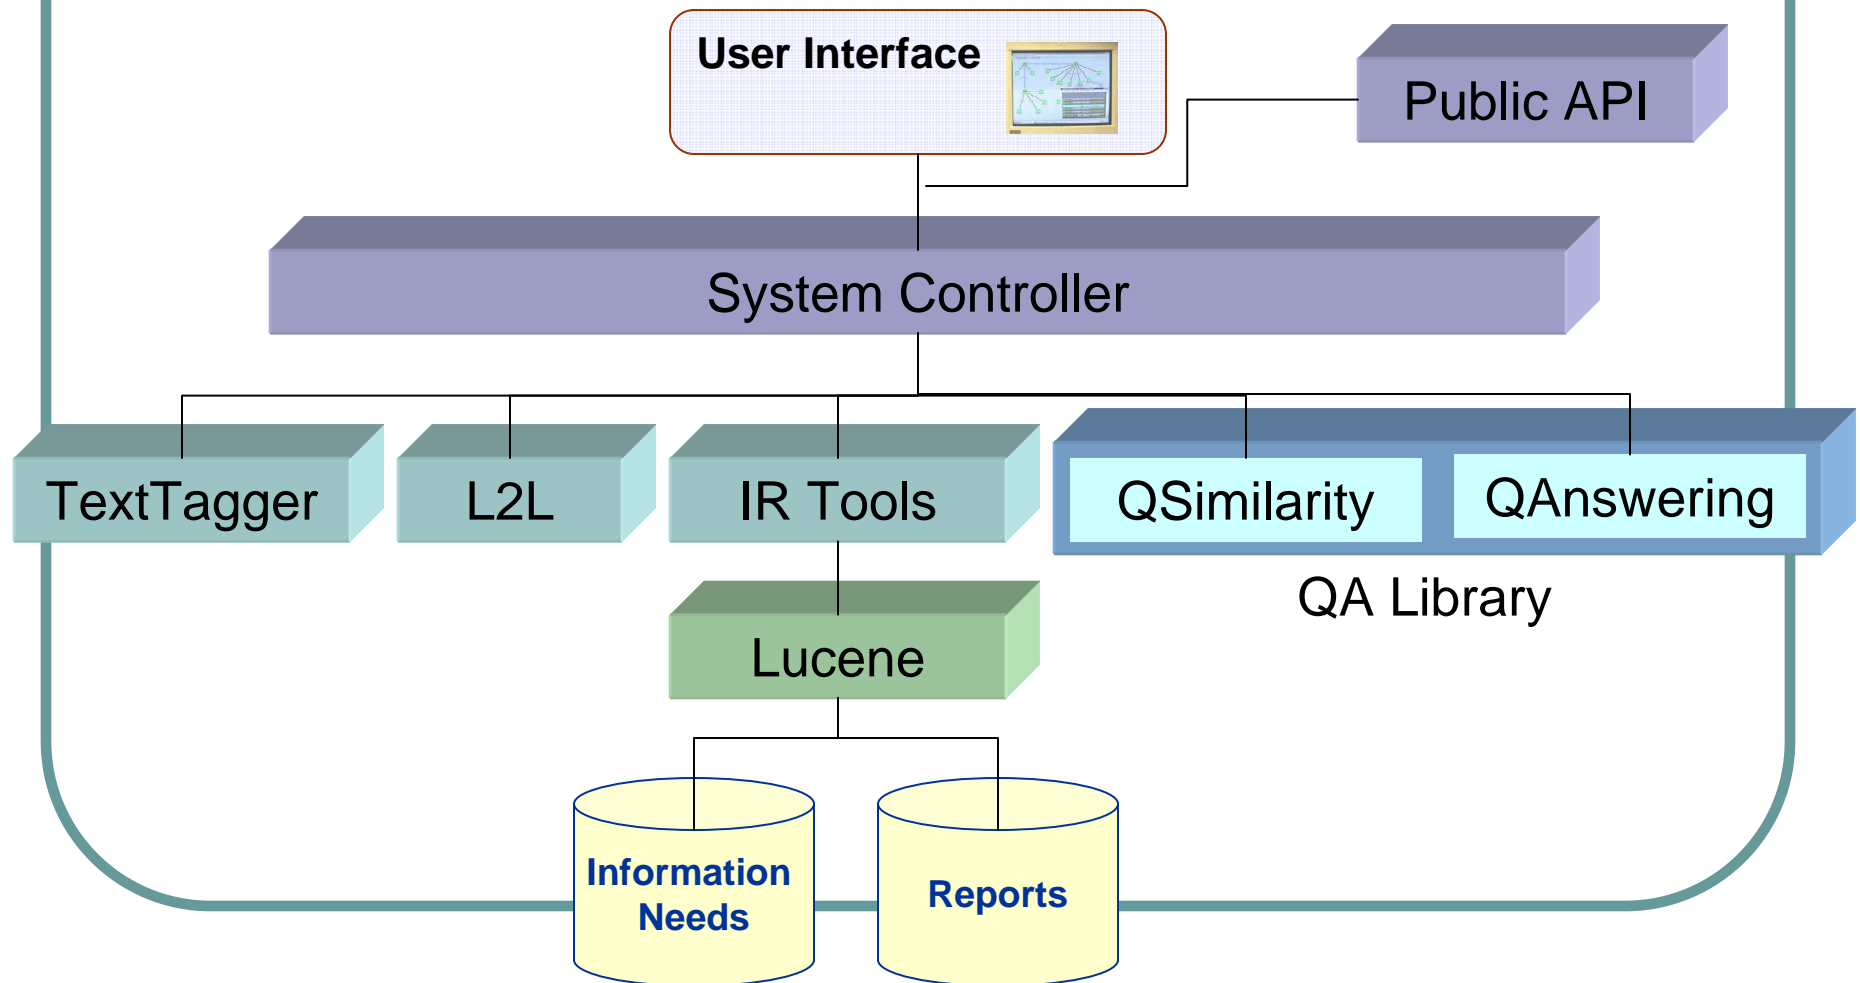 User Interface
Public API
System Controller
TextTagger
L2L
IR Tools
QSimilarity
QAnswering
QA Library
Lucene
Information
Needs
Reports